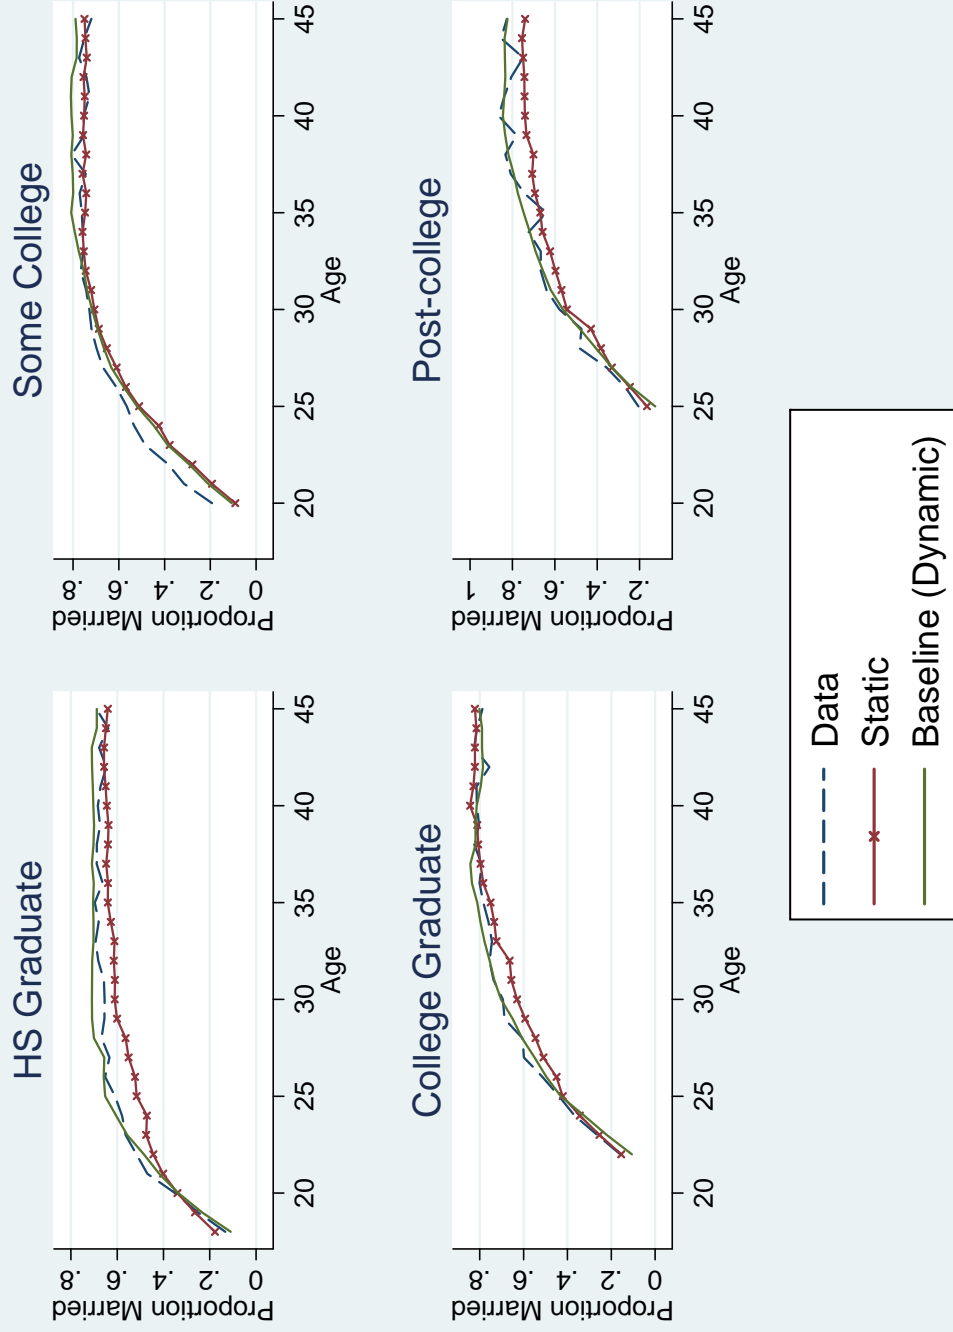 HS Graduate
Proportion Married
0 .2 .4 .6 .8
20 25 30 35 40 45
Age
Some College
Proportion Married
0 .2 .4 .6 .8
20 25 30 35 40 45
Age
College Graduate
Proportion Married
0 .2 .4 .6 .8
20 25 30 35 40 45
Age
Post-college
Proportion Married
.2 .4 .6 .8 1
20 25 30 35 40 45
Age
Data
Static
Baseline (Dynamic)